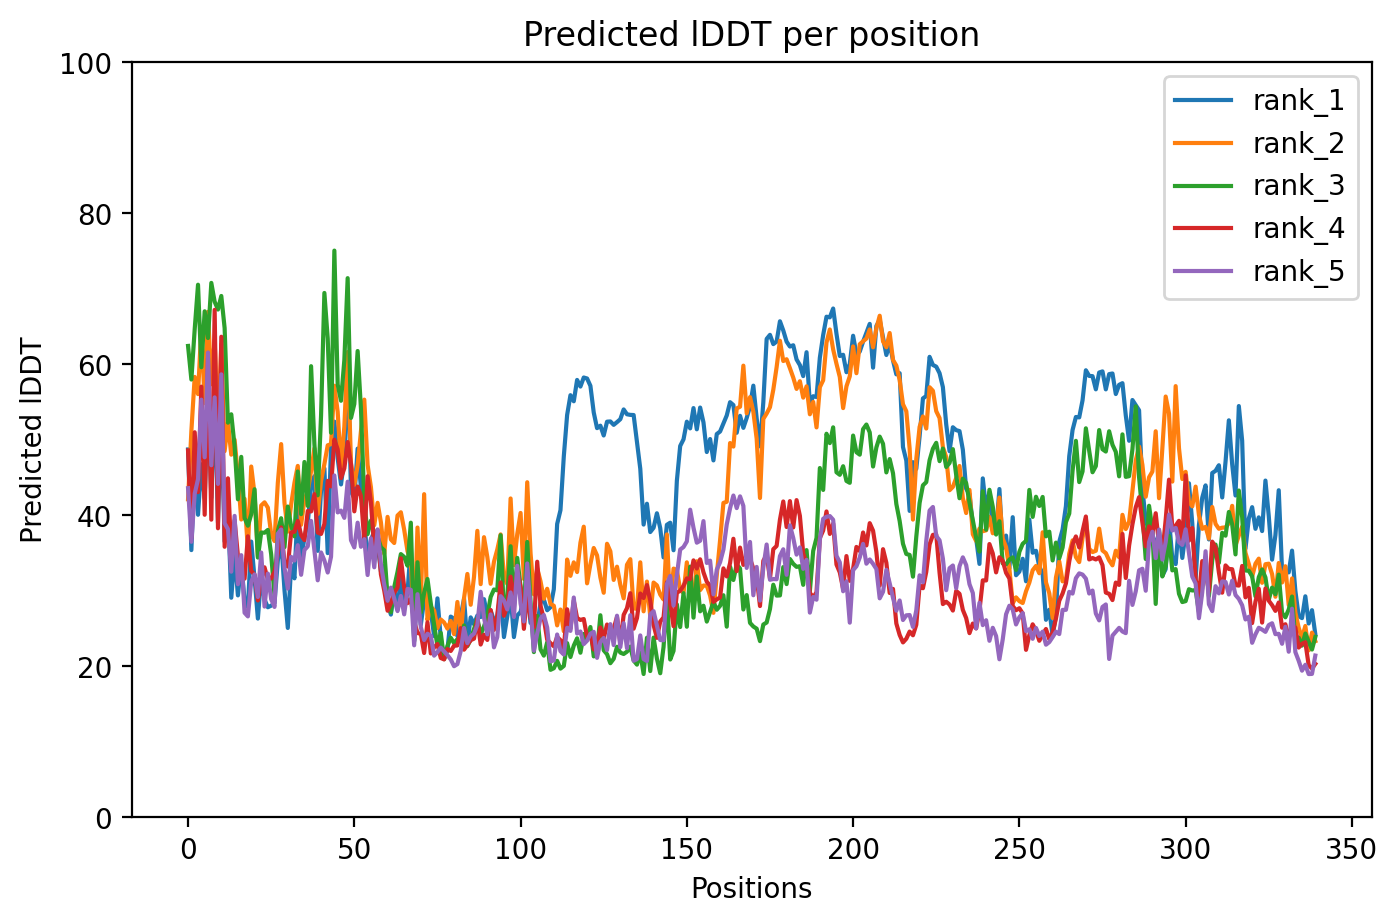 Predicted lDDT per position
100
80
60
40
20
0
Predicted lDDT
0 50 100 150 200 250 300 350
Positions
rank_1
rank_2
rank_3
rank_4
rank_5